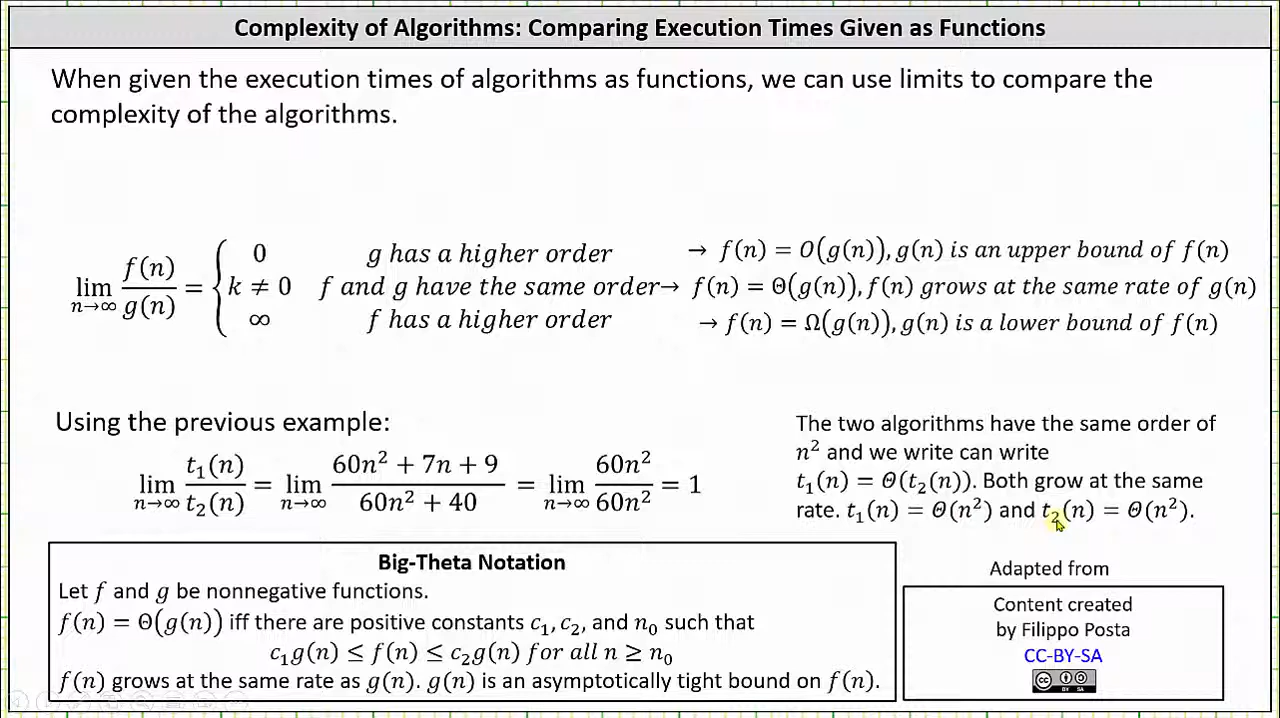 Complexity of Algorithms: Comparing Execution Times Given as Functions
When given the execution times of algorithms as functions, we can use limits to compare the
complexity of the algorithms.
lim n→∞ f(n)/g(n) = {
0 g has a higher order → f(n) = O(g(n)), g(n) is an upper bound of f(n)
k ≠ 0 f and g have the same order→ f(n) = Θ(g(n)), f(n) grows at the same rate of g(n)
∞ f has a higher order → f(n) = Ω(g(n)), g(n) is a lower bound of f(n)
Using the previous example:
lim n→∞ t₁(n)/t₂(n) = lim n→∞ (60n² + 7n + 9)/(60n² + 40) = lim n→∞ 60n²/60n² = 1
The two algorithms have the same order of
n² and we write can write
t₁(n) = Θ(t₂(n)). Both grow at the same
rate. t₁(n) = Θ(n²) and t₂(n) = Θ(n²).
Big-Theta Notation
Let f and g be nonnegative functions.
f(n) = Θ(g(n)) iff there are positive constants c₁, c₂, and n₀ such that
c₁g(n) ≤ f(n) ≤ c₂g(n) for all n ≥ n₀
f(n) grows at the same rate as g(n). g(n) is an asymptotically tight bound on f(n).
Adapted from
Content created
by Filippo Posta
CC-BY-SA
cc BY SA